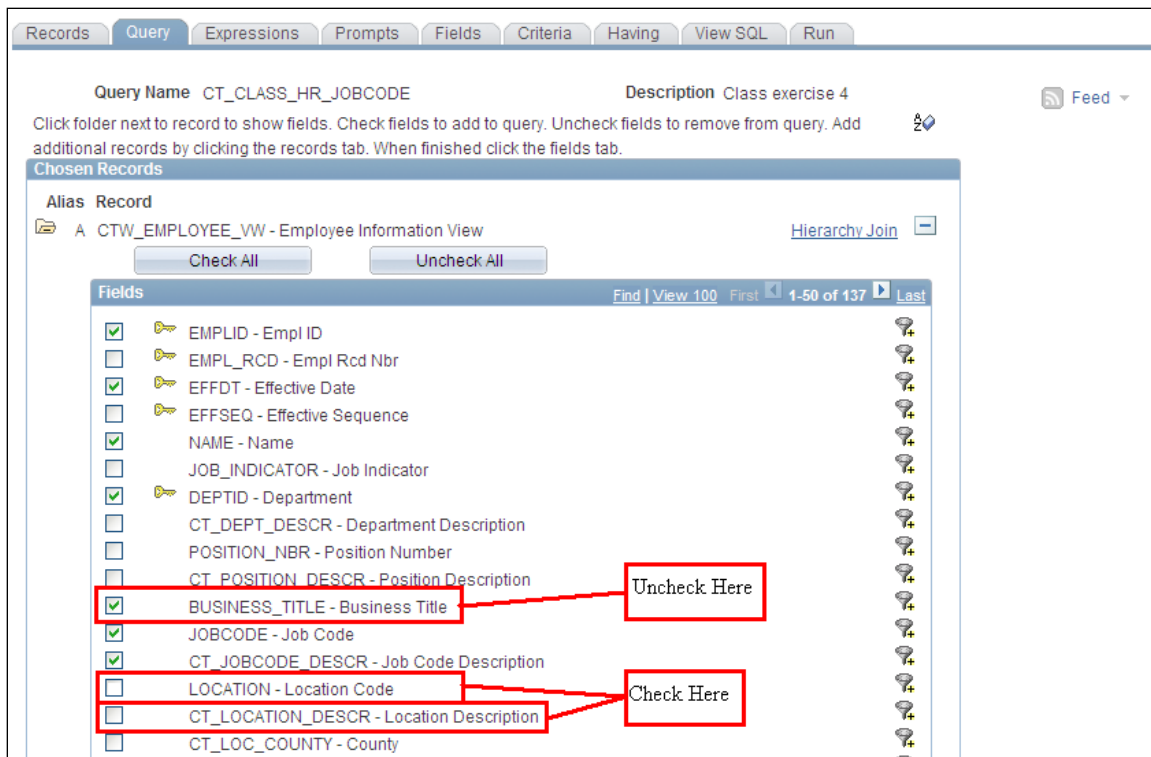 Records Query Expressions Prompts Fields Criteria Having View SQL Run
Query Name CT_CLASS_HR_JOBCODE Description Class exercise 4
Feed
Click folder next to record to show fields. Check fields to add to query. Uncheck fields to remove from query. Add
additional records by clicking the records tab. When finished click the fields tab.
Chosen Records
Alias Record
A CTW_EMPLOYEE_VW - Employee Information View Hierarchy Join
Check All Uncheck All
Fields Find | View 100 First 1-50 of 137 Last
EMPLID - Empl ID
EMPL_RCD - Empl Rcd Nbr
EFFDT - Effective Date
EFFSEQ - Effective Sequence
NAME - Name
JOB_INDICATOR - Job Indicator
DEPTID - Department
CT_DEPT_DESCR - Department Description
POSITION_NBR - Position Number
CT_POSITION_DESCR - Position Description
Uncheck Here
BUSINESS_TITLE - Business Title
JOBCODE - Job Code
CT_JOBCODE_DESCR - Job Code Description
LOCATION - Location Code
Check Here
CT_LOCATION_DESCR - Location Description
CT_LOC_COUNTY - County